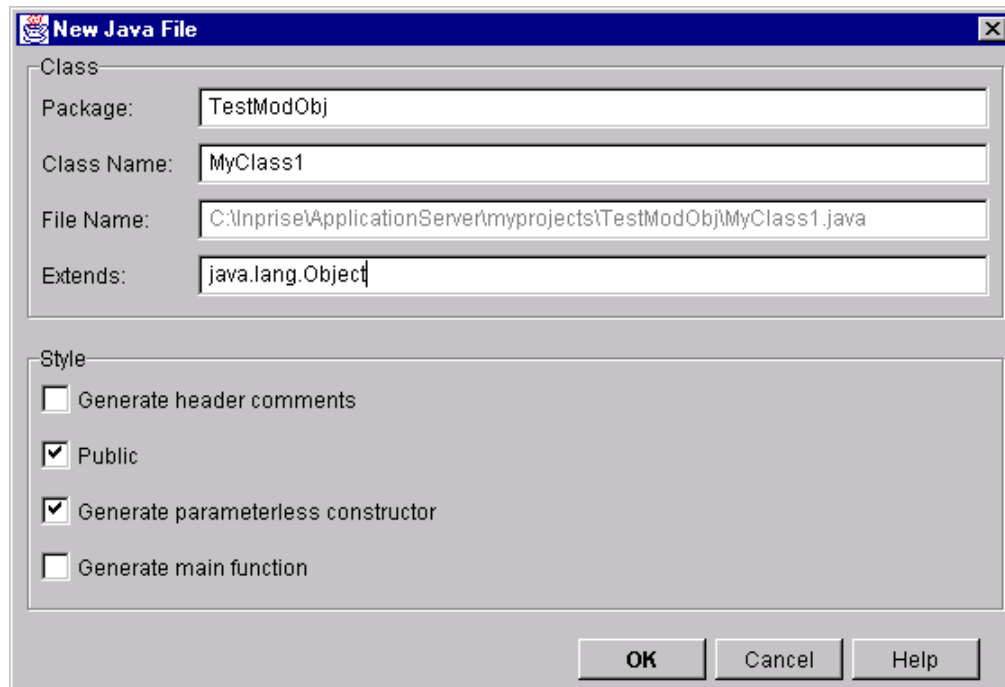 New Java File
Class
Package: TestModObj
Class Name: MyClass1
File Name: C:\Inprise\ApplicationServer\myprojects\TestModObj\MyClass1.java
Extends: java.lang.Object
Style
Generate header comments
Public
Generate parameterless constructor
Generate main function
OK Cancel Help